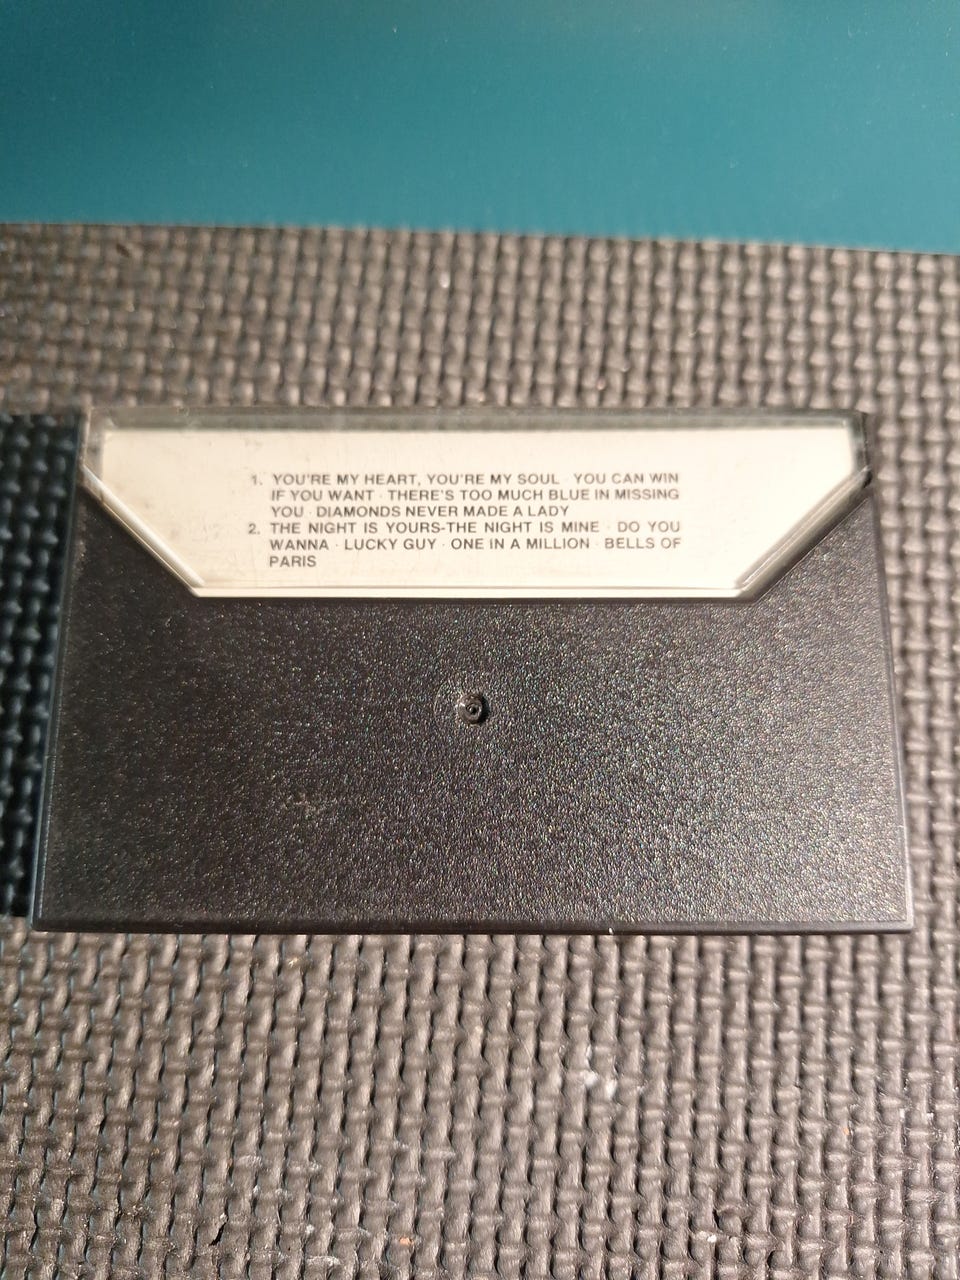 1. YOU'RE MY HEART, YOU'RE MY SOUL · YOU CAN WIN
IF YOU WANT · THERE'S TOO MUCH BLUE IN MISSING
YOU · DIAMONDS NEVER MADE A LADY
2. THE NIGHT IS YOURS-THE NIGHT IS MINE · DO YOU
WANNA · LUCKY GUY · ONE IN A MILLION · BELLS OF
PARIS